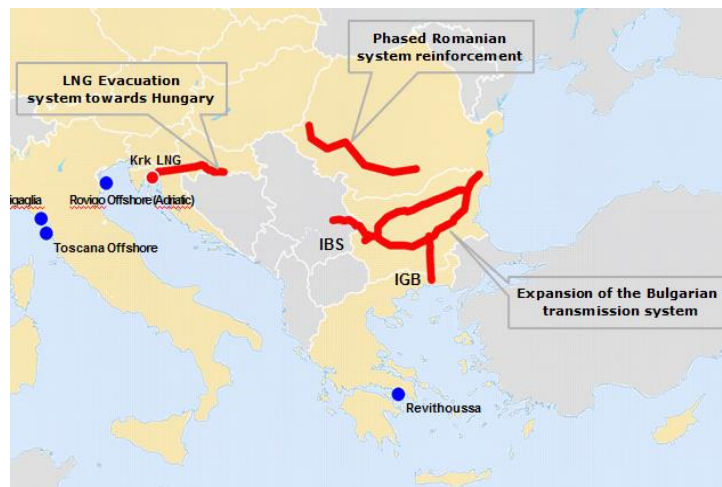 Phased Romanian
system reinforcement
LNG Evacuation
system towards Hungary
Krk LNG
igaglia
Rovigo Offshore (Adriatic)
Toscana Offshore
IBS
IGB
Expansion of the Bulgarian
transmission system
Revithoussa